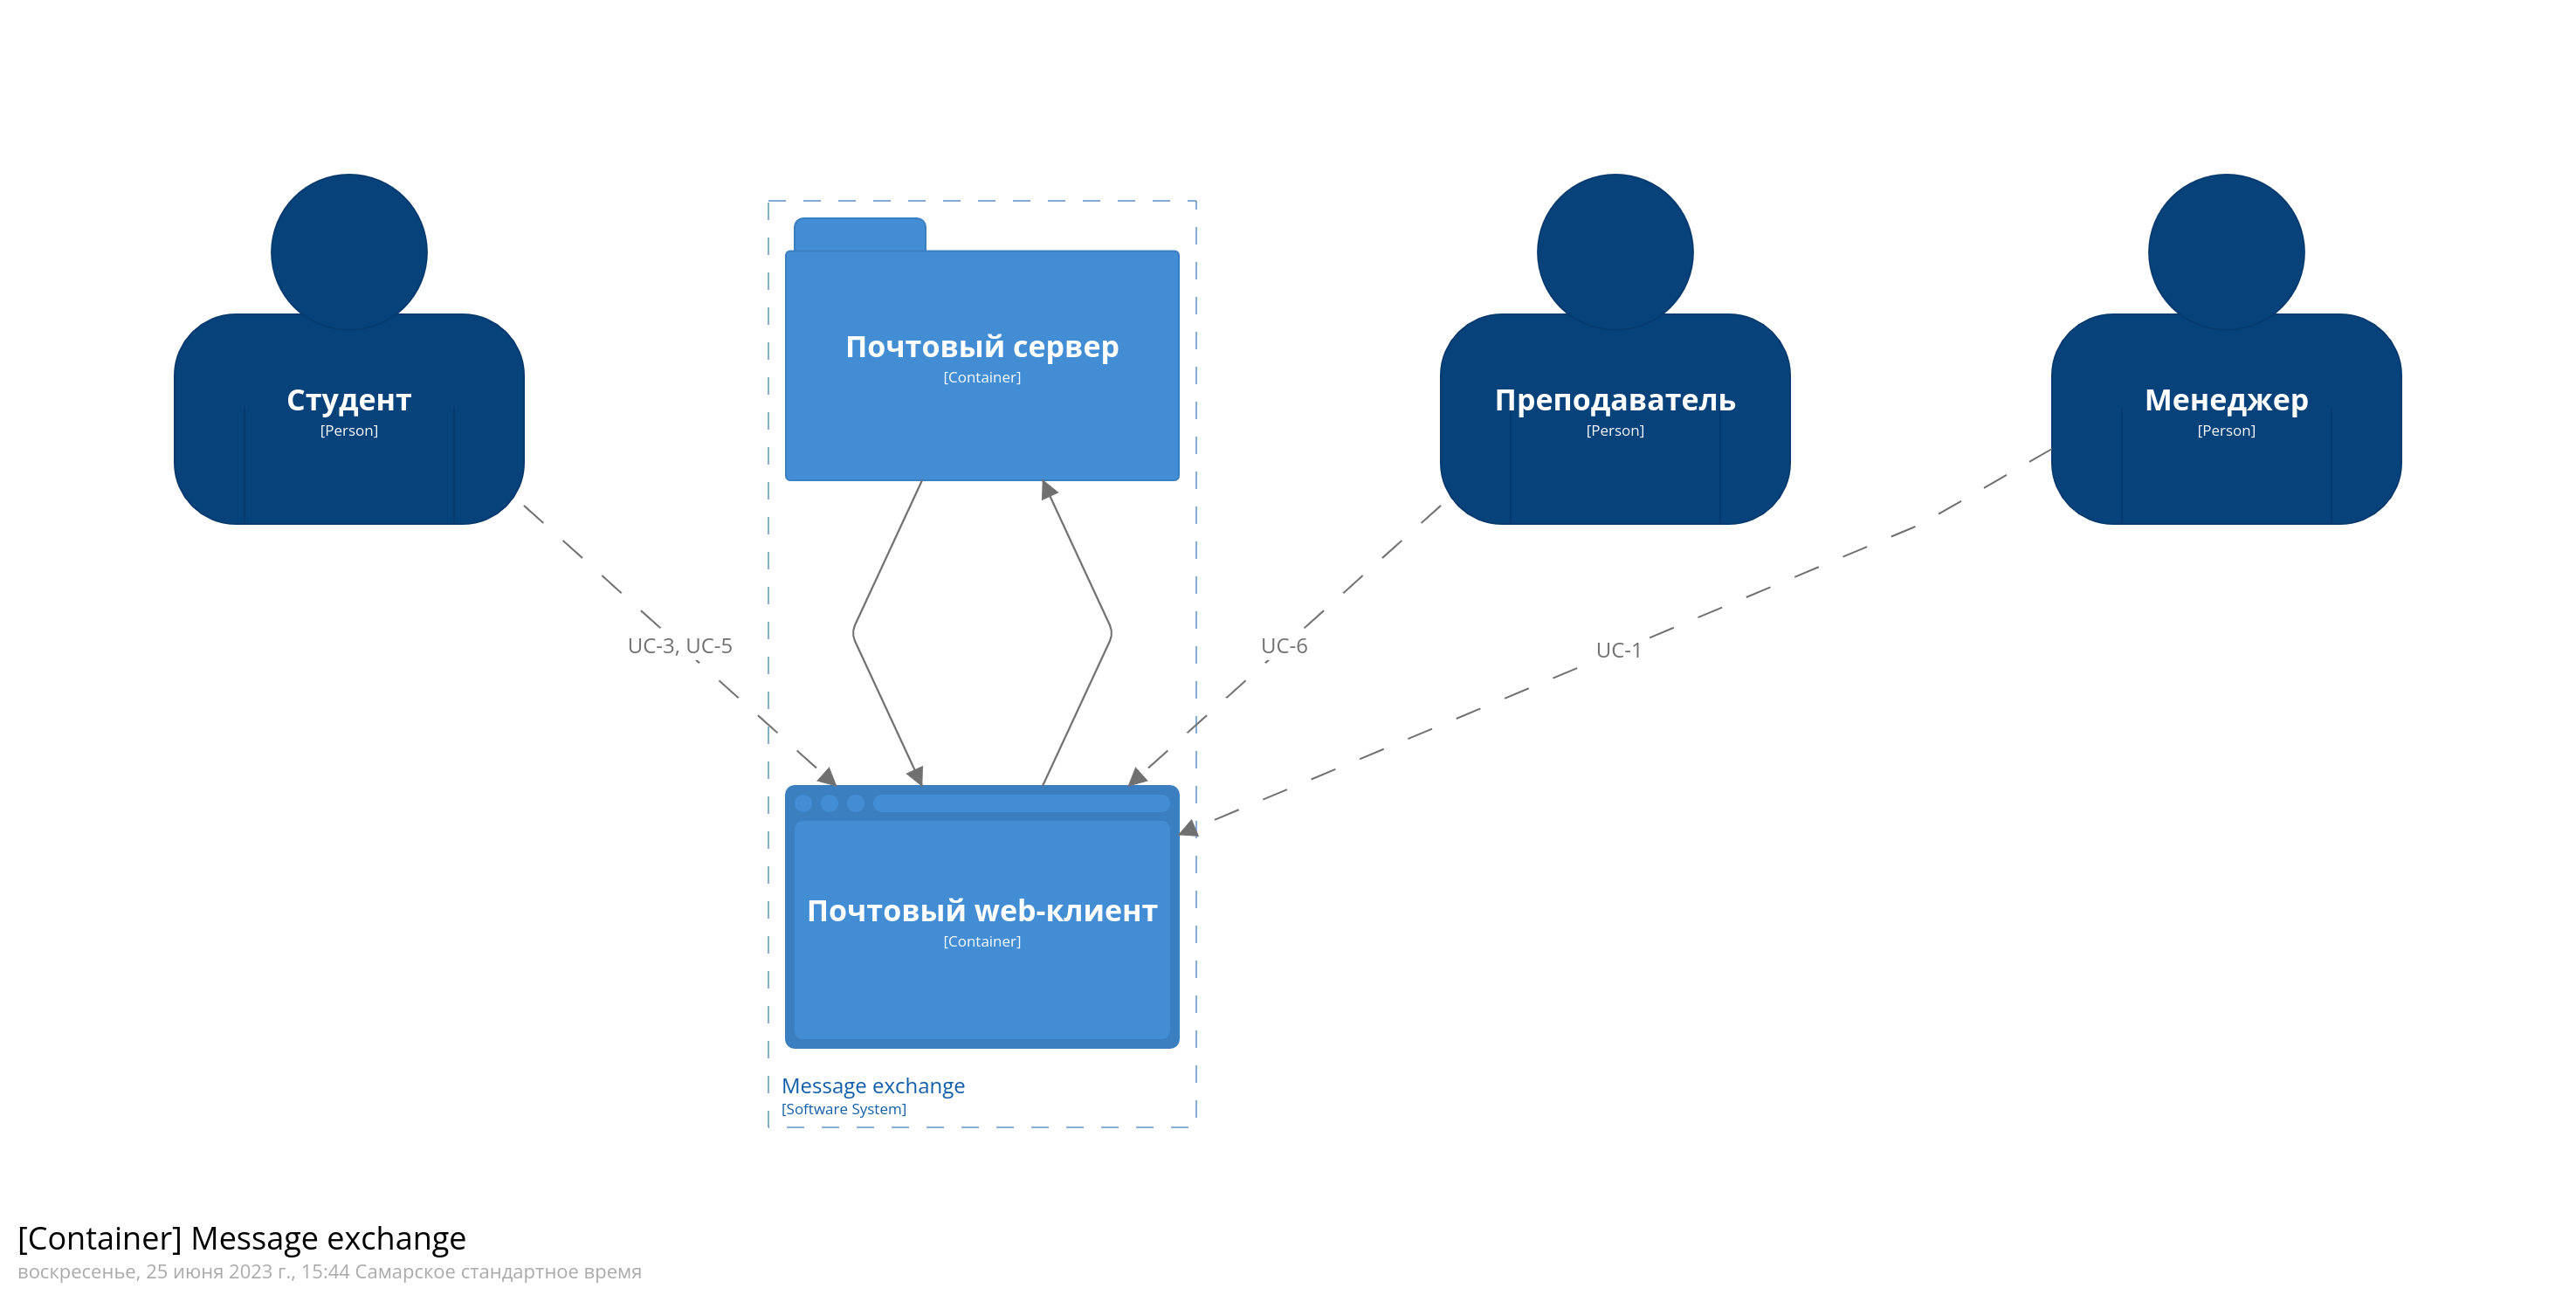 Студент
[Person]
Почтовый сервер
[Container]
Преподаватель
[Person]
Менеджер
[Person]
UC-3, UC-5
UC-6
UC-1
Почтовый web-клиент
[Container]
Message exchange
[Software System]
[Container] Message exchange
воскресенье, 25 июня 2023 г., 15:44 Самарское стандартное время